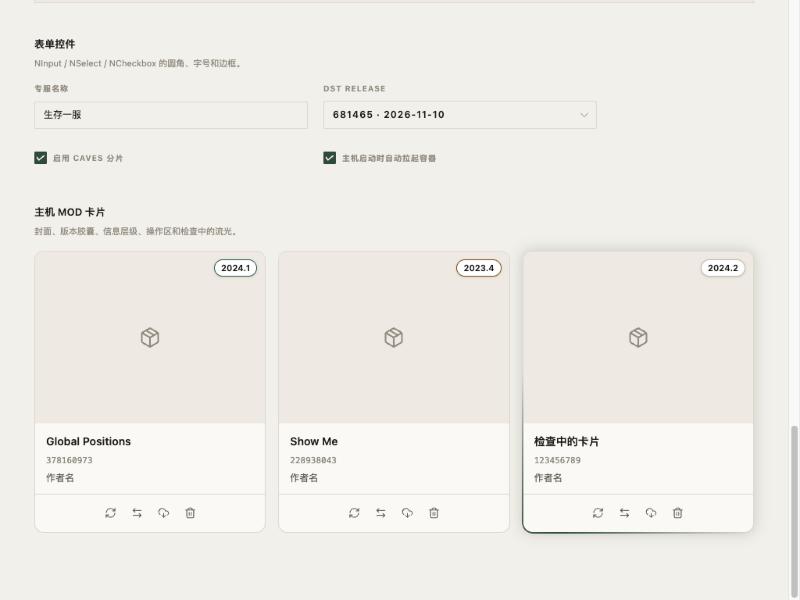 表单控件
NInput / NSelect / NCheckbox 的圆角、字号和边框。
专服名称
DST RELEASE
生存一服
681465 · 2026-11-10
启用 CAVES 分片
主机启动时自动拉起容器
主机 MOD 卡片
封面、版本胶囊、信息层级、操作区和检查中的流光。
2024.1
2023.4
2024.2
Global Positions
378160973
作者名
Show Me
228938043
作者名
检查中的卡片
123456789
作者名